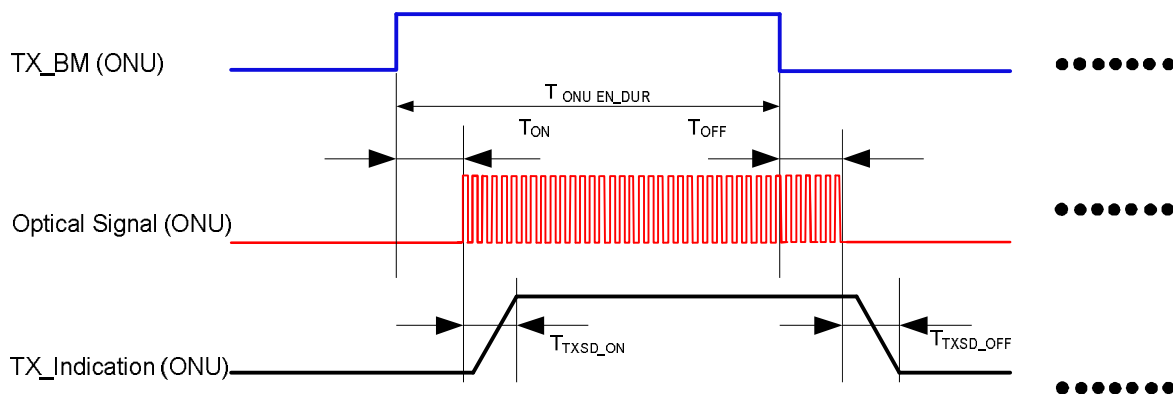 TX_BM (ONU)
T ONU EN_DUR
TON
TOFF
Optical Signal (ONU)
TTXSD_ON
TTXSD_OFF
TX_Indication (ONU)